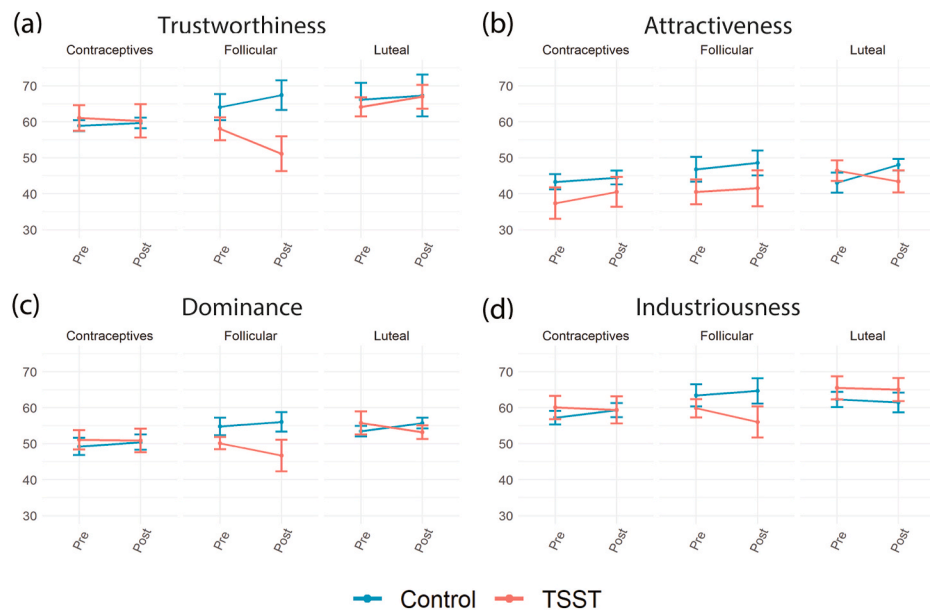 (a) Trustworthiness (b) Attractiveness
Contraceptives Follicular Luteal Contraceptives Follicular Luteal
70 70
60 60
50 50
40 40
30 30
Pre Post Pre Post Pre Post Pre Post Pre Post Pre Post
(c) Dominance (d) Industriousness
Contraceptives Follicular Luteal Contraceptives Follicular Luteal
70 70
60 60
50 50
40 40
30 30
Pre Post Pre Post Pre Post Pre Post Pre Post Pre Post
Control TSST